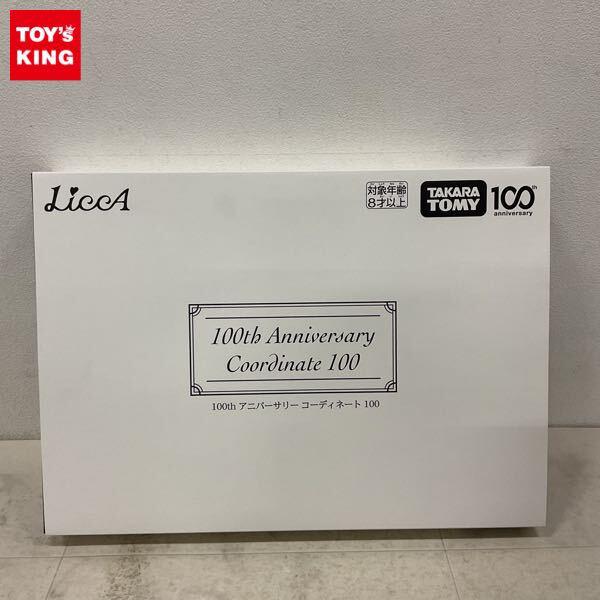 TOY's
KING
LiccA
対象年齢
8才以上
TAKARA
TOMY
100th
anniversary
100th Anniversary
Coordinate 100
100th アニバーサリー コーディネート 100